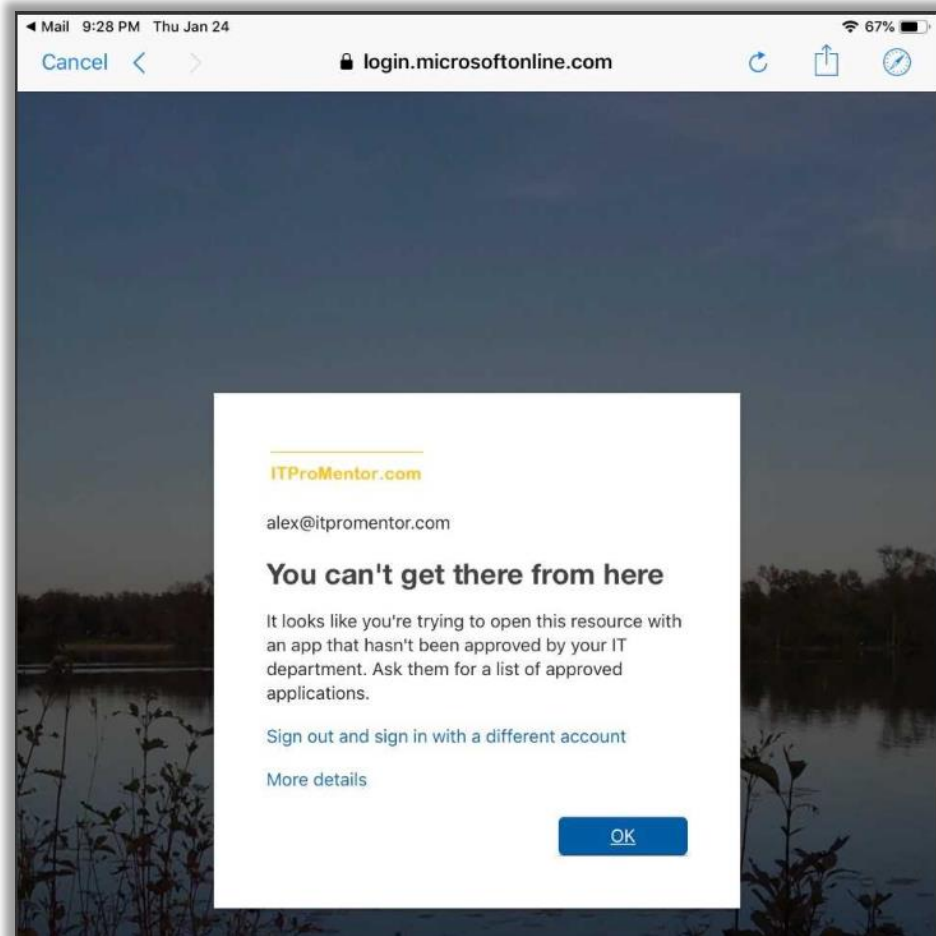 Mail 9:28 PM Thu Jan 24 67%
Cancel login.microsoftonline.com
ITProMentor.com
alex@itpromentor.com
You can't get there from here
It looks like you're trying to open this resource with
an app that hasn't been approved by your IT
department. Ask them for a list of approved
applications.
Sign out and sign in with a different account
More details
OK